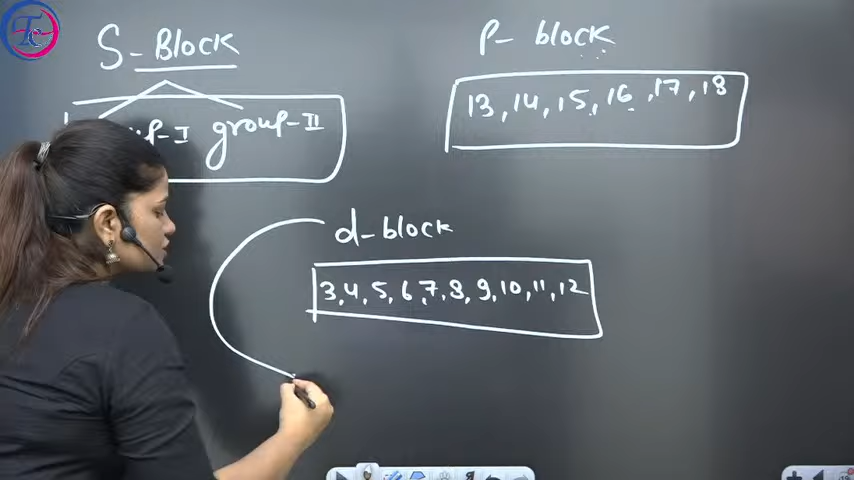 S-Block
group-II
P-block
13, 14, 15, 16, 17, 18
d-block
3, 4, 5, 6, 7, 8, 9, 10, 11, 12